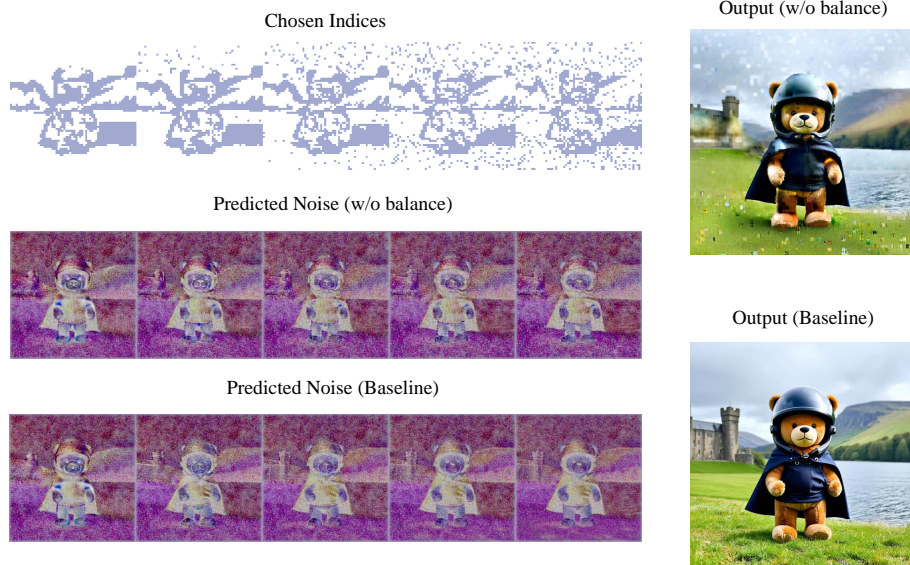 Chosen Indices
Output (w/o balance)
Predicted Noise (w/o balance)
Output (Baseline)
Predicted Noise (Baseline)